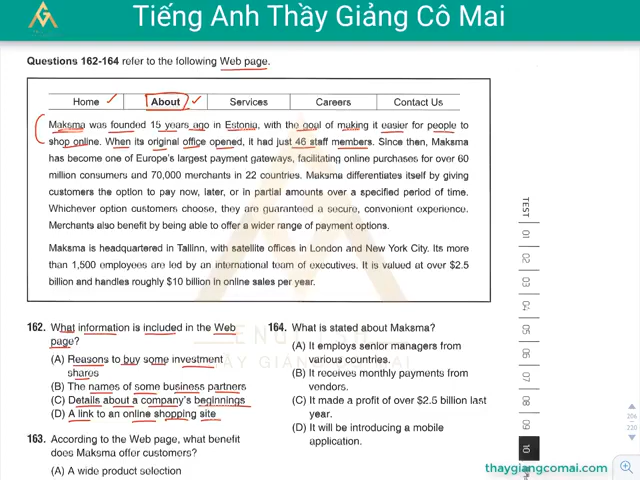 Tiếng Anh Thầy Giảng Cô Mai
Questions 162-164 refer to the following Web page.
Home About Services Careers Contact Us
Maksma was founded 15 years ago in Estonia, with the goal of making it easier for people to
shop online. When its original office opened, it had just 46 staff members. Since then, Maksma
has become one of Europe's largest payment gateways, facilitating online purchases for over 60
million consumers and 70,000 merchants in 22 countries. Maksma differentiates itself by giving
customers the option to pay now, later, or in partial amounts over a specified period of time.
Whichever option customers choose, they are guaranteed a secure, convenient experience.
Merchants also benefit by being able to offer a wider range of payment options.
Maksma is headquartered in Tallinn, with satellite offices in London and New York City. Its more
than 1,500 employees are led by an international team of executives. It is valued at over $2.5
billion and handles roughly $10 billion in online sales per year.
162. What information is included in the Web
page?
(A) Reasons to buy some investment
shares
(B) The names of some business partners
(C) Details about a company's beginnings
(D) A link to an online shopping site
163. According to the Web page, what benefit
does Maksma offer customers?
(A) A wide product selection
164. What is stated about Maksma?
(A) It employs senior managers from
various countries.
(B) It receives monthly payments from
vendors.
(C) It made a profit of over $2.5 billion last
year.
(D) It will be introducing a mobile
application.
TEST
01
02
03
04
05
06
07
08
09
10
206
220
thaygiangcomai.com